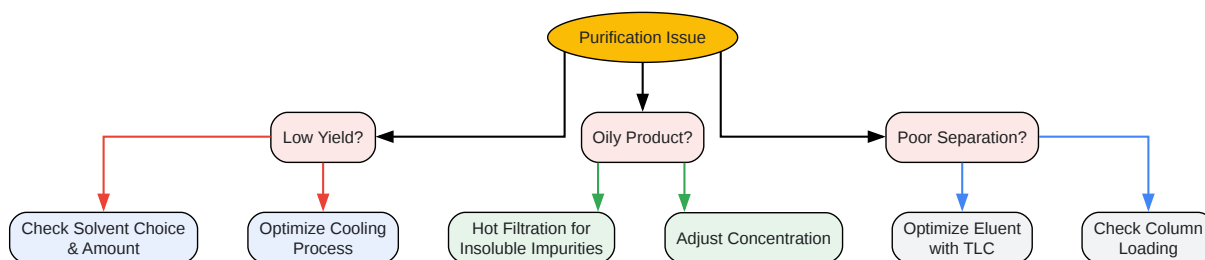 Purification Issue
Low Yield?
Oily Product?
Poor Separation?
Check Solvent Choice
& Amount
Optimize Cooling
Process
Hot Filtration for
Insoluble Impurities
Adjust Concentration
Optimize Eluent
with TLC
Check Column
Loading